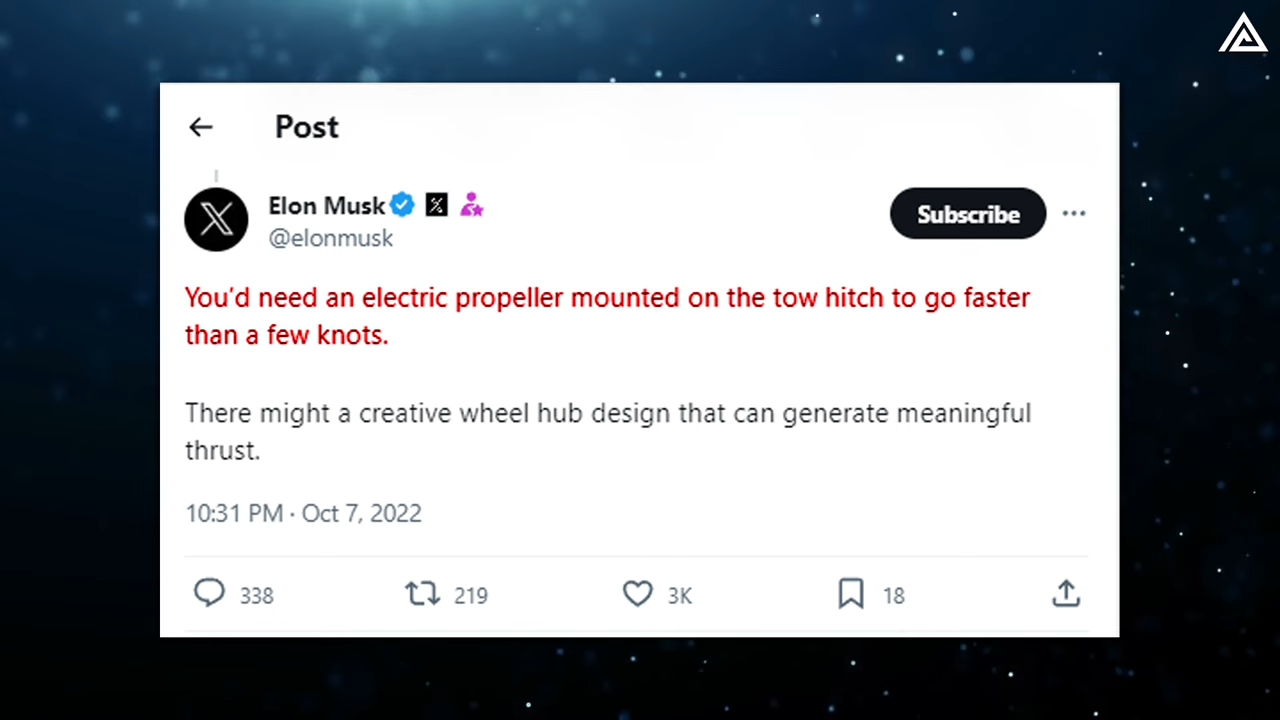 Post
Elon Musk
Subscribe
@elonmusk
You'd need an electric propeller mounted on the tow hitch to go faster
than a few knots.
There might a creative wheel hub design that can generate meaningful
thrust.
10:31 PM · Oct 7, 2022
338 219 3K 18